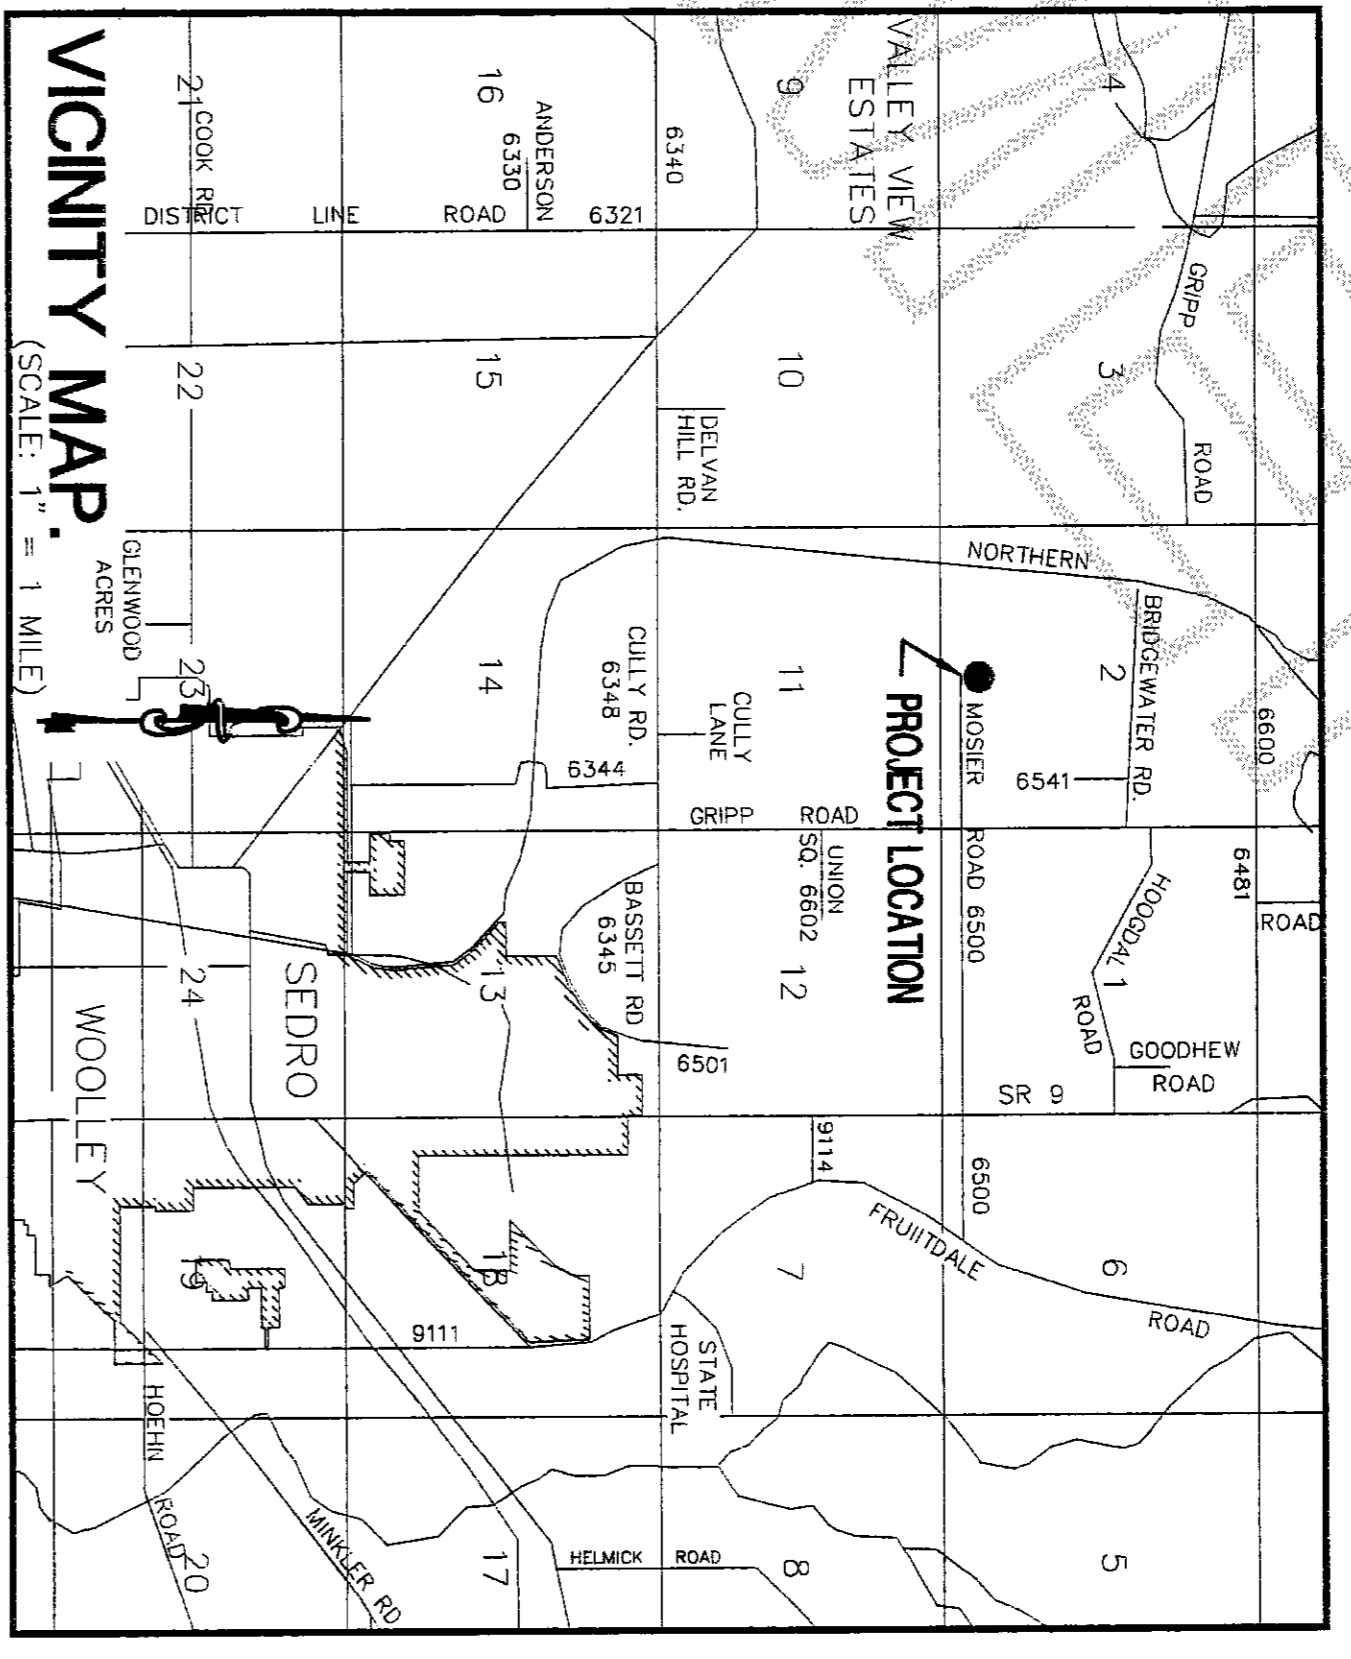 VALLEY VIEW
ESTATES
4
GRIPP
ROAD
3
9
10
6340
DELVAN
HILL RD.
16
ANDERSON
6330
6321
DISTRICT LINE ROAD
21
COOK RD
15
22
NORTHERN
BRIDGEWATER RD.
2
6600
6541
MOSIER
ROAD 6500
PROJECT LOCATION
11
CULLY
LANE
CULLY RD.
6348
6344
14
23
GLENWOOD
ACRES
GRIPP ROAD
UNION
SQ. 6602
6481
ROAD
HOOGDAL 1
ROAD
GOODHEW
ROAD
SR 9
12
BASSETT RD
6345
6501
13
24
SEDRO
WOOLLEY
9114
6500
FRUIITDALE
ROAD
6
7
STATE
HOSPITAL
18
19
9111
HOEHN
ROAD
MINKLER RD
20
17
HELMICK ROAD
8
5
VICINITY MAP.
(SCALE: 1" = 1 MILE)